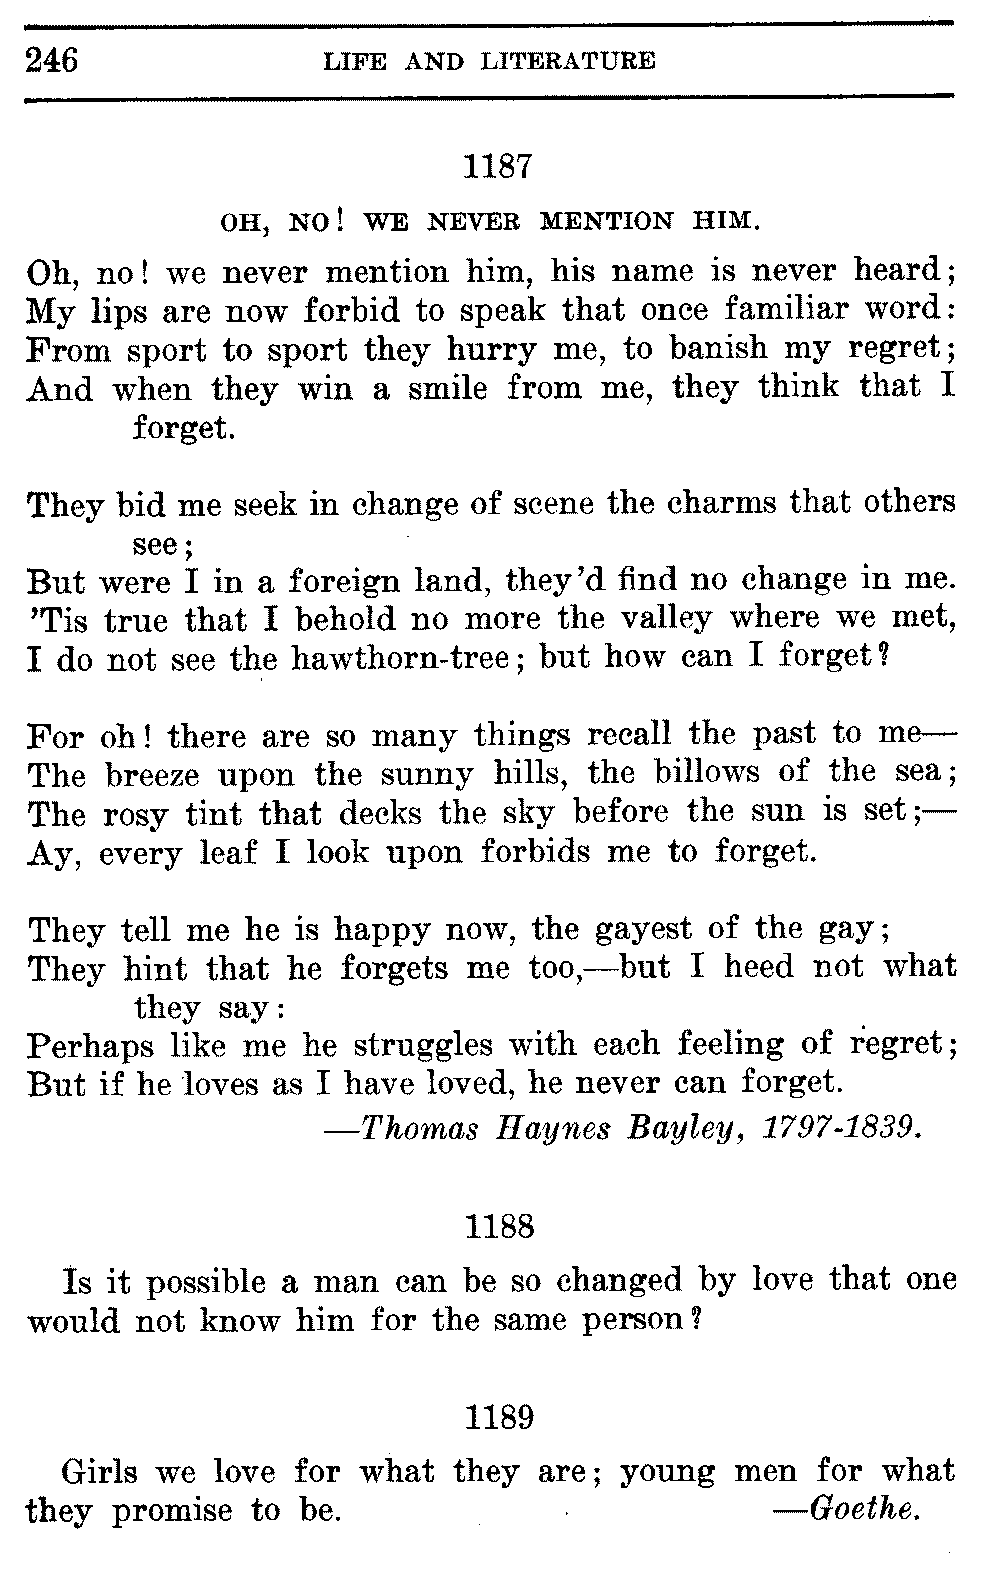 246 LIFE AND LITERATURE
1187
OH, NO! WE NEVER MENTION HIM.
Oh, no! we never mention him, his name is never heard;
My lips are now forbid to speak that once familiar word:
From sport to sport they hurry me, to banish my regret;
And when they win a smile from me, they think that I
forget.
They bid me seek in change of scene the charms that others
see;
But were I in a foreign land, they'd find no change in me.
'Tis true that I behold no more the valley where we met,
I do not see the hawthorn-tree; but how can I forget?
For oh! there are so many things recall the past to me—
The breeze upon the sunny hills, the billows of the sea;
The rosy tint that decks the sky before the sun is set;—
Ay, every leaf I look upon forbids me to forget.
They tell me he is happy now, the gayest of the gay;
They hint that he forgets me too,—but I heed not what
they say:
Perhaps like me he struggles with each feeling of regret;
But if he loves as I have loved, he never can forget.
—Thomas Haynes Bayley, 1797-1839.
1188
Is it possible a man can be so changed by love that one
would not know him for the same person?
1189
Girls we love for what they are; young men for what
they promise to be. —Goethe.